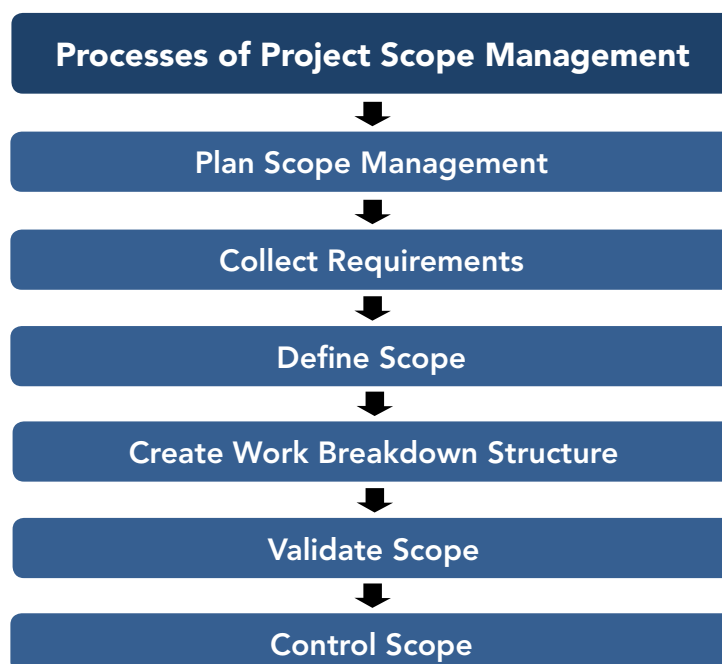 Processes of Project Scope Management
Plan Scope Management
Collect Requirements
Define Scope
Create Work Breakdown Structure
Validate Scope
Control Scope